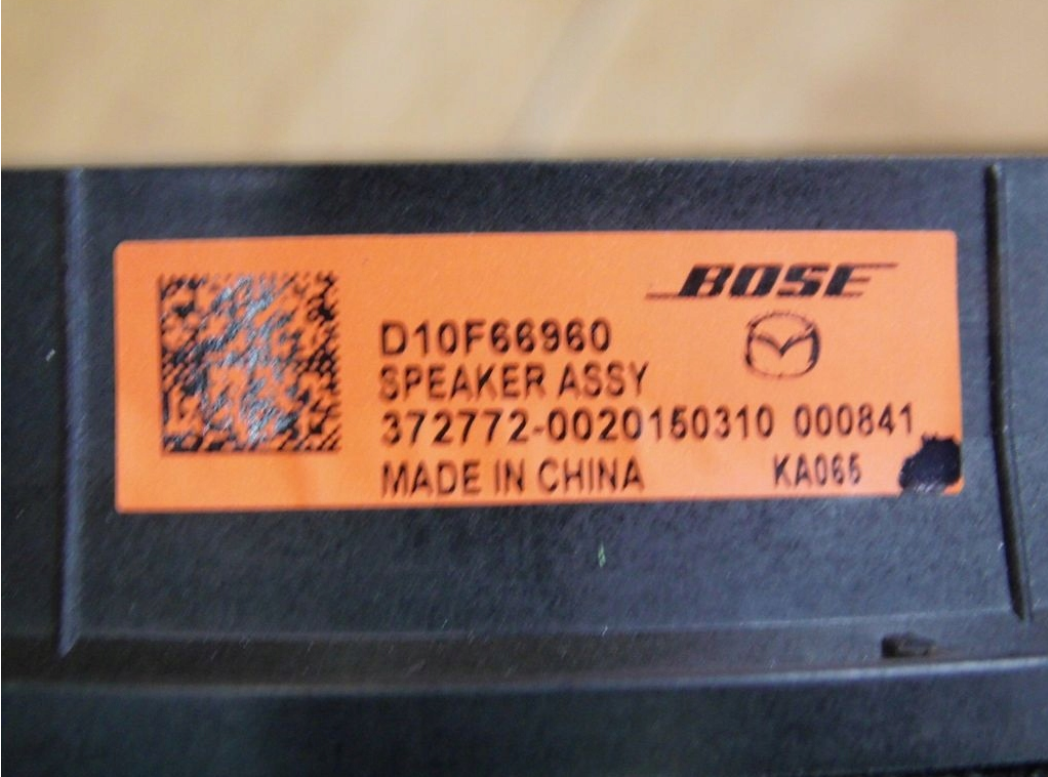 BOSE
D10F66960
SPEAKER ASSY
372772-0020150310 000841
MADE IN CHINA KA065